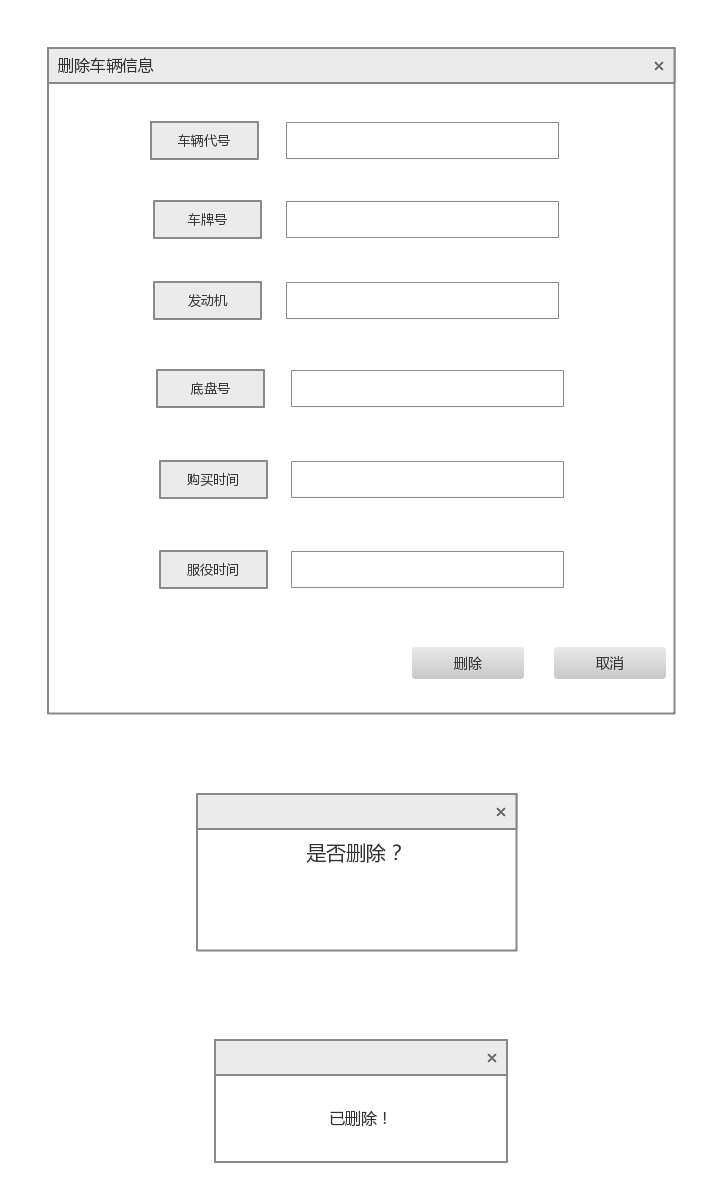 删除车辆信息
车辆代号
车牌号
发动机
底盘号
购买时间
服役时间
删除
取消
是否删除？
已删除！